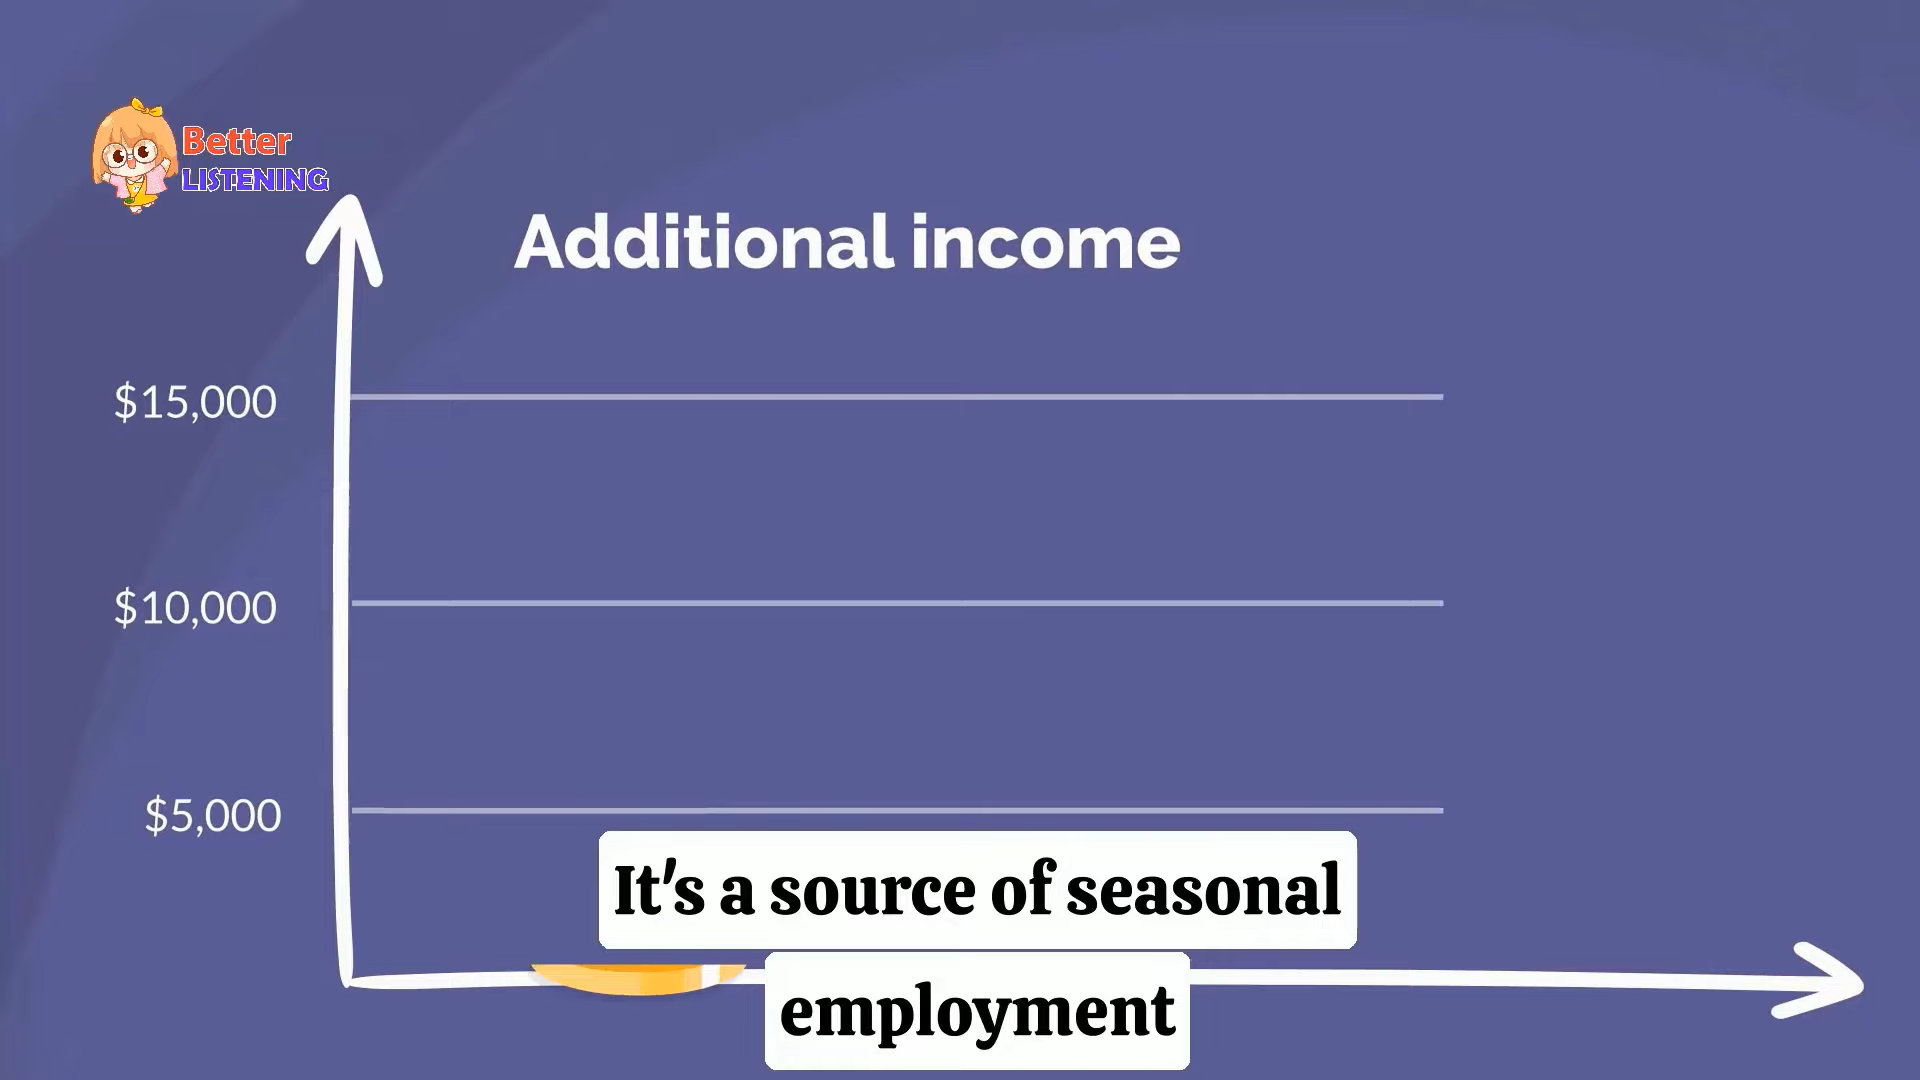 Better
LISTENING
Additional income
$15,000
$10,000
$5,000
It's a source of seasonal
employment